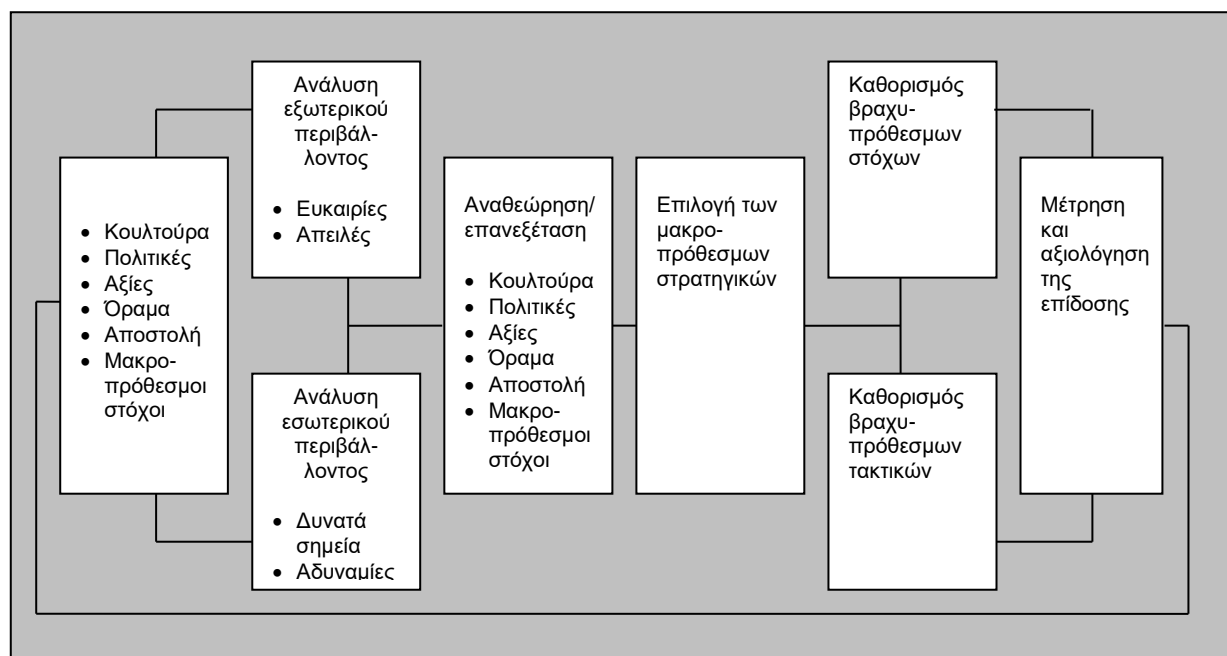 • Κουλτούρα
• Πολιτικές
• Αξίες
• Όραμα
• Αποστολή
• Μακρο-
πρόθεσμοι
στόχοι
Ανάλυση
εξωτερικού
περιβάλ-
λοντος
• Ευκαιρίες
• Απειλές
Ανάλυση
εσωτερικού
περιβάλ-
λοντος
• Δυνατά
σημεία
• Αδυναμίες
Αναθεώρηση/
επανεξέταση
• Κουλτούρα
• Πολιτικές
• Αξίες
• Όραμα
• Αποστολή
• Μακρο-
πρόθεσμοι
στόχοι
Επιλογή των
μακρο-
πρόθεσμων
στρατηγικών
Καθορισμός
βραχυ-
πρόθεσμων
στόχων
Καθορισμός
βραχυ-
πρόθεσμων
τακτικών
Μέτρηση
και
αξιολόγηση
της
επίδοσης